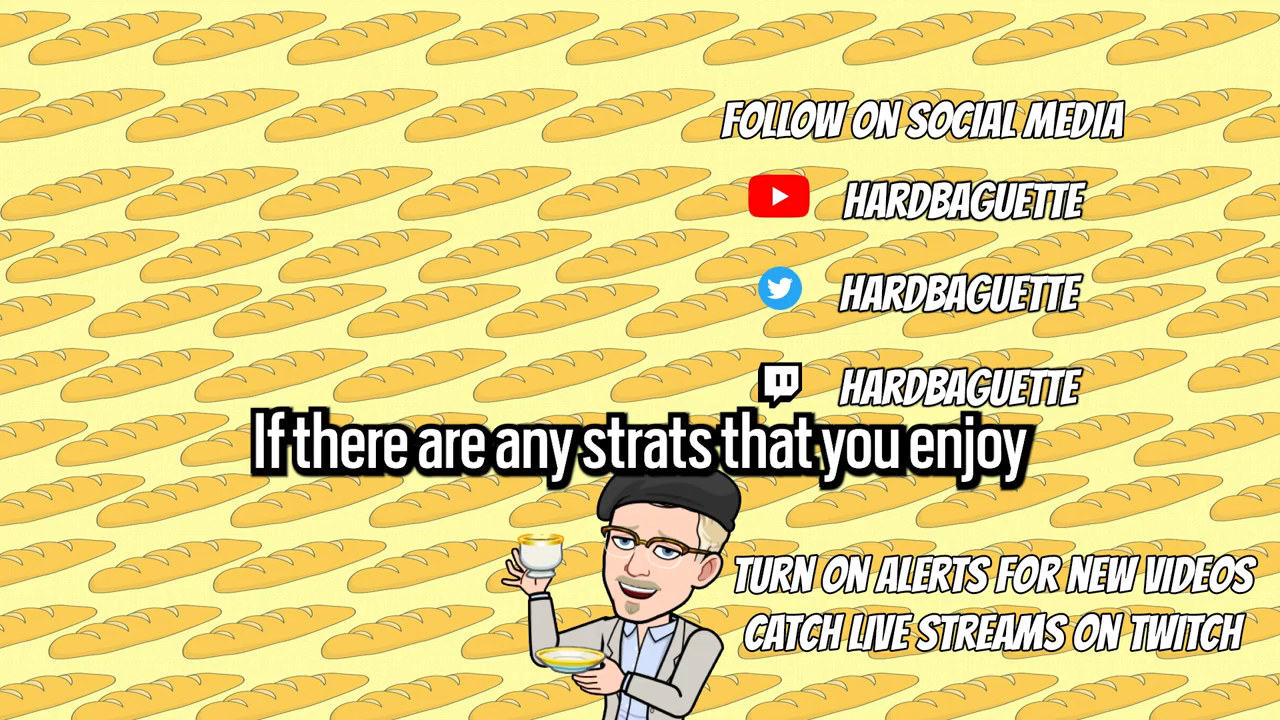 FOLLOW ON SOCIAL MEDIA
HARDBAGUETTE
HARDBAGUETTE
HARDBAGUETTE
If there are any strats that you enjoy
TURN ON ALERTS FOR NEW VIDEOS
CATCH LIVE STREAMS ON TWITCH